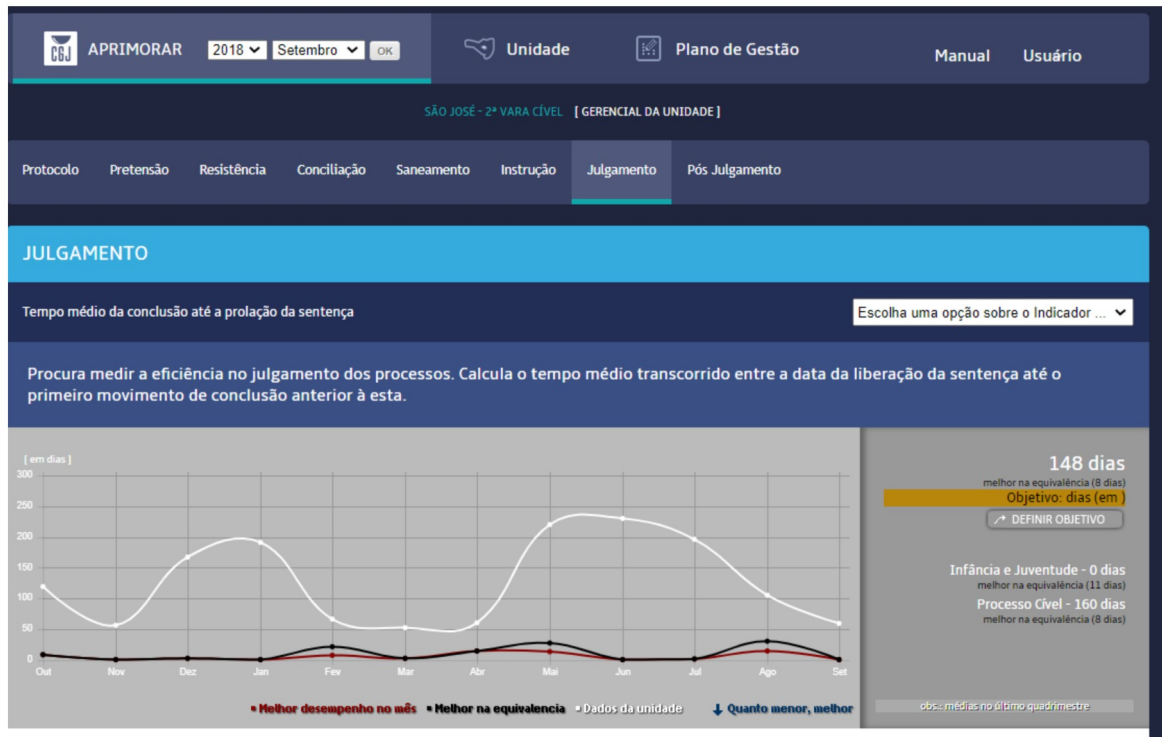 CGJ APRIMORAR 2018 Setembro OK Unidade Plano de Gestão Manual Usuário
SÃO JOSÉ - 2ª VARA CÍVEL [ GERENCIAL DA UNIDADE ]
Protocolo Pretensão Resistência Conciliação Saneamento Instrução Julgamento Pós Julgamento
JULGAMENTO
Tempo médio da conclusão até a prolação da sentença
Escolha uma opção sobre o Indicador ...
Procura medir a eficiência no julgamento dos processos. Calcula o tempo médio transcorrido entre a data da liberação da sentença até o
primeiro movimento de conclusão anterior à esta.
[ em dias ]
300
250
200
150
100
50
0
Out Nov Dez Jan Fev Mar Abr Mai Jun Jul Ago Set
Melhor desempenho no mês Melhor na equivalencia Dados da unidade Quanto menor, melhor
148 dias
melhor na equivalência (8 dias)
Objetivo: dias (em )
DEFINIR OBJETIVO
Infância e Juventude - 0 dias
melhor na equivalência (11 dias)
Processo Cível - 160 dias
melhor na equivalência (8 dias)
obs.: médias no último quadrimestre